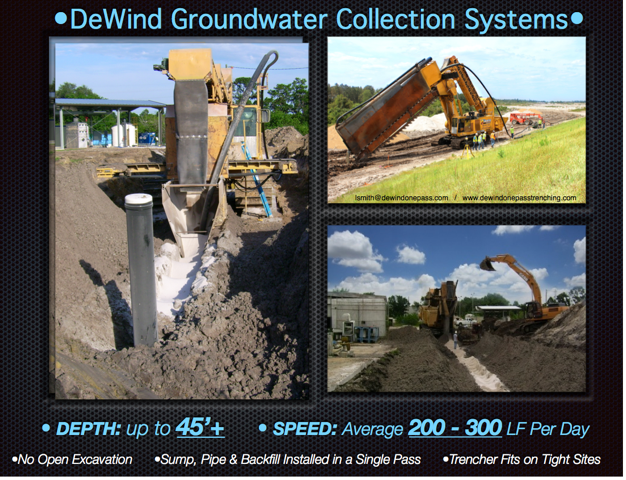 •DeWind Groundwater Collection Systems•
lsmith@dewindonepass.com / www.dewindonepasstrenching.com
• DEPTH: up to 45'+ • SPEED: Average 200 - 300 LF Per Day
•No Open Excavation •Sump, Pipe & Backfill Installed in a Single Pass •Trencher Fits on Tight Sites